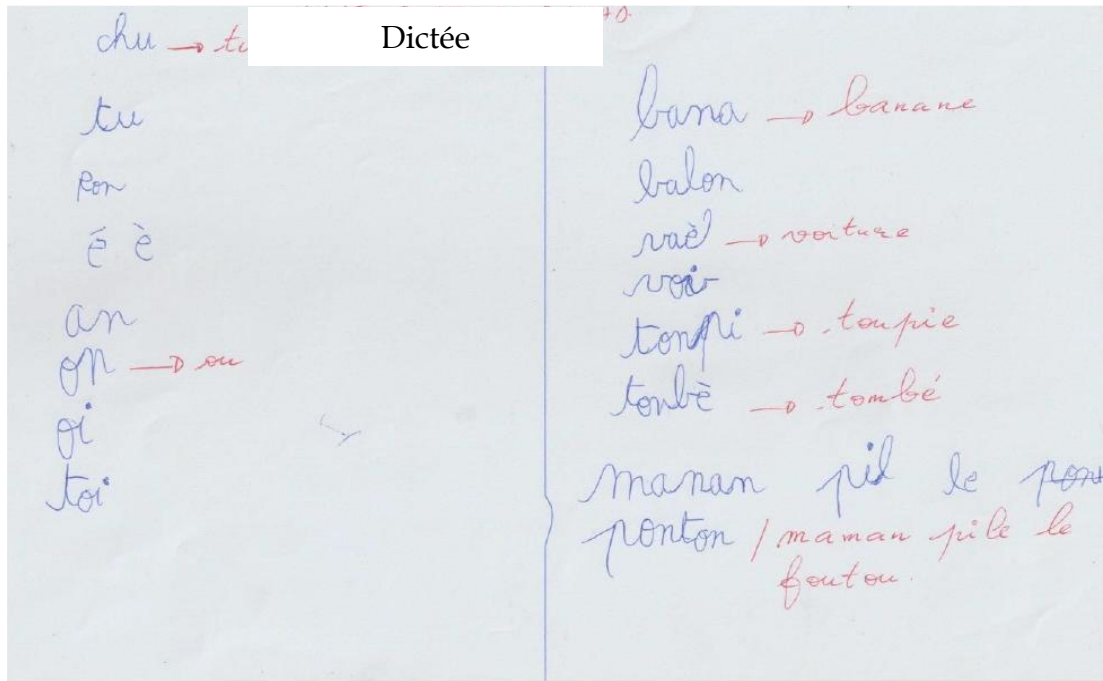 Dictée
chu → tu
tu
pon
é è
an
on → ou
oi
toi
bana → banane
balon
vaè → voiture
voi
tonpi → toupie
tonbè → tombé
manan pil le pon
ponton / maman pile le
foutou.